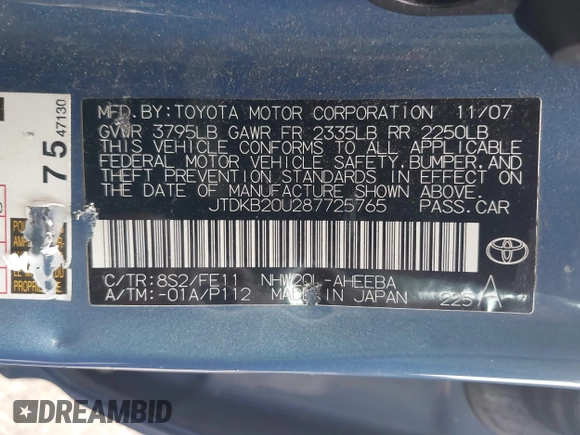 MFD.BY:TOYOTA MOTOR CORPORATION 11/07
GVWR 3795LB GAWR FR 2335LB RR 2250LB
THIS VEHICLE CONFORMS TO ALL APPLICABLE
FEDERAL MOTOR VEHICLE SAFETY,BUMPER,AND
THEFT PREVENTION STANDARDS IN EFFECT ON
THE DATE OF MANUFACTURE SHOWN ABOVE.
JTDKB20U287725765 PASS.CAR
C/TR:8S2/FE11 NHW20L-AHEEBA
A/TM:-01A/P112 MADE IN JAPAN 225 A
75
47130
DREAMBID